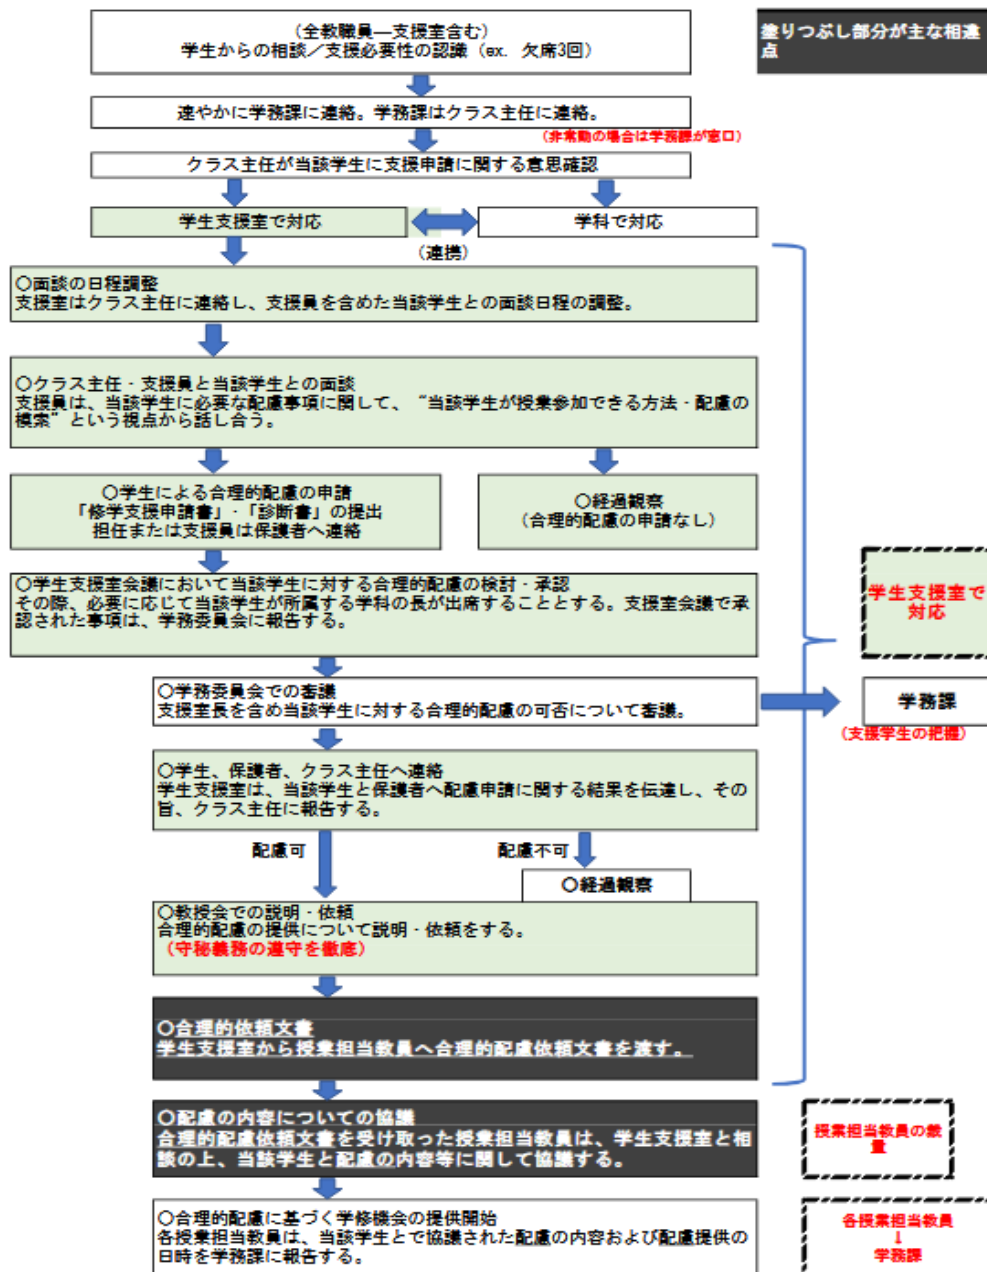 (全教職員―支援室含む)
学生からの相談／支援必要性の認識（ex. 欠席3回）
塗りつぶし部分が主な相違
点
速やかに学務課に連絡。学務課はクラス主任に連絡。
(非常勤の場合は学務課が窓口)
クラス主任が当該学生に支援申請に関する意思確認
学生支援室で対応
学科で対応
(連携)
〇面談の日程調整
支援室はクラス主任に連絡し、支援員を含めた当該学生との面談日程の調整。
〇クラス主任・支援員と当該学生との面談
支援員は、当該学生に必要な配慮事項に関して、“当該学生が授業参加できる方法・配慮の
模索”という視点から話し合う。
〇学生による合理的配慮の申請
「修学支援申請書」・「診断書」の提出
担任または支援員は保護者へ連絡
〇経過観察
(合理的配慮の申請なし)
〇学生支援室会議において当該学生に対する合理的配慮の検討・承認
その際、必要に応じて当該学生が所属する学科の長が出席することとする。支援室会議で承
認された事項は、学務委員会に報告する。
学生支援室で
対応
〇学務委員会での審議
支援室長を含め当該学生に対する合理的配慮の可否について審議。
学務課
(支援学生の把握)
〇学生、保護者、クラス主任へ連絡
学生支援室は、当該学生と保護者へ配慮申請に関する結果を伝達し、その
旨、クラス主任に報告する。
配慮可
配慮不可
〇経過観察
〇教授会での説明・依頼
合理的配慮の提供について説明・依頼をする。
（守秘義務の遵守を徹底）
〇合理的依頼文書
学生支援室から授業担当教員へ合理的配慮依頼文書を渡す。
〇配慮の内容についての協議
合理的配慮依頼文書を受け取った授業担当教員は、学生支援室と相
談の上、当該学生と配慮の内容等に関して協議する。
授業担当教員の裁
量
〇合理的配慮に基づく学修機会の提供開始
各授業担当教員は、当該学生とで協議された配慮の内容および配慮提供の
日時を学務課に報告する。
各授業担当教員
↓
学務課